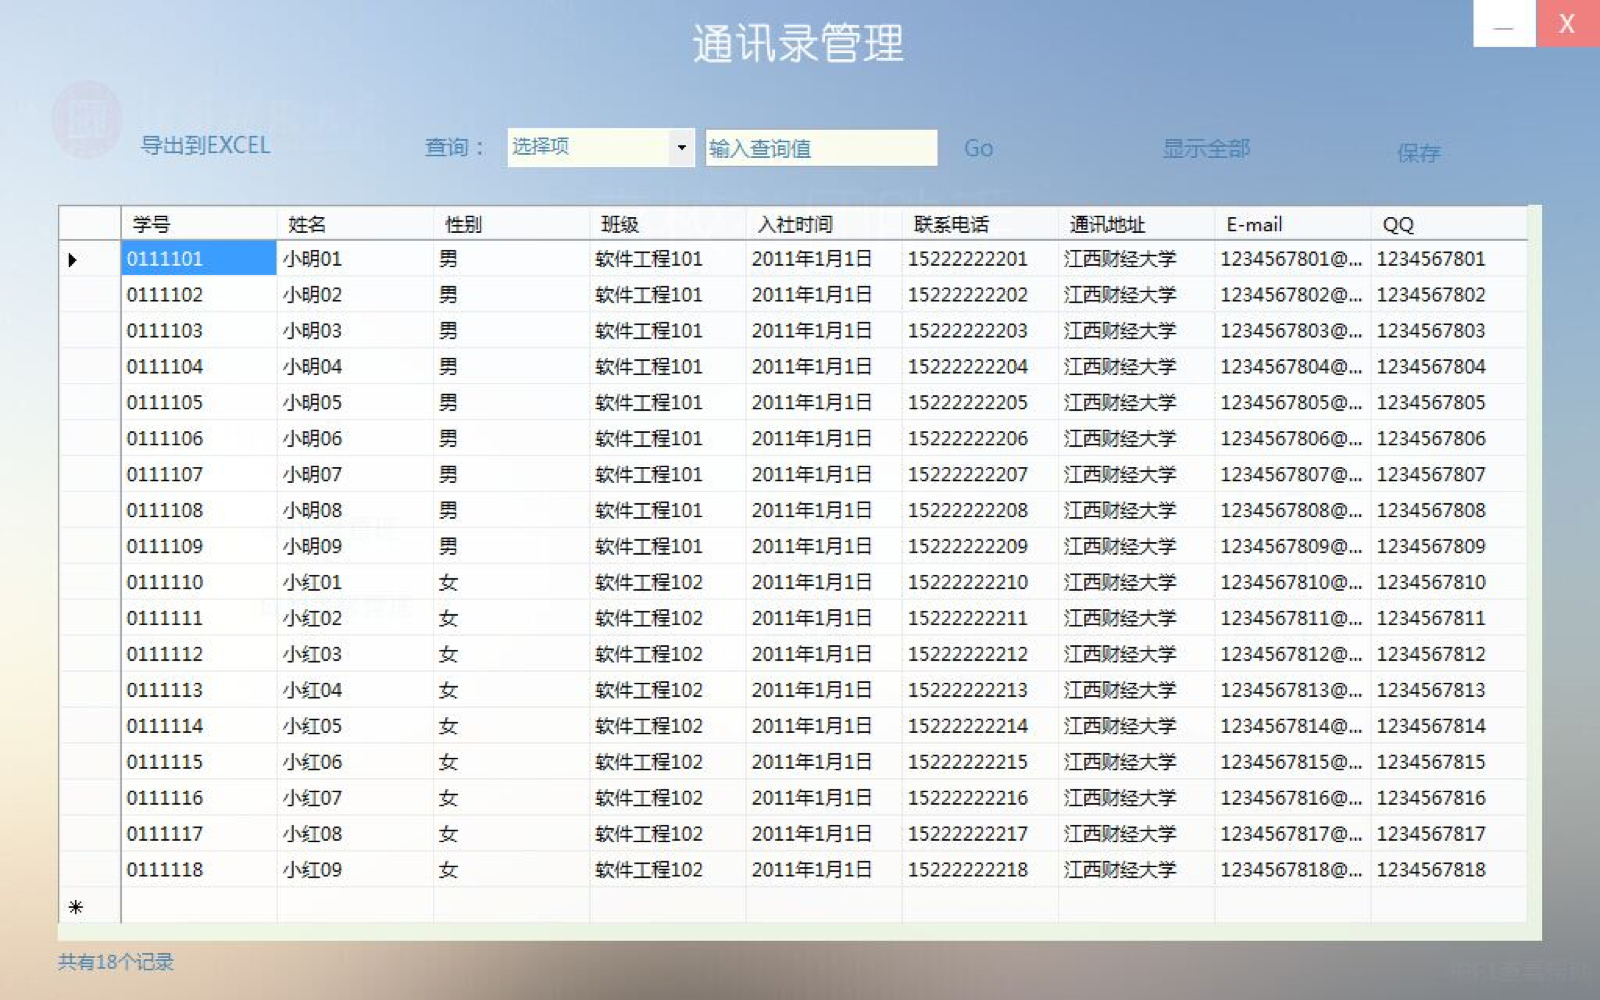 通讯录管理
— X
导出到EXCEL 查询： 选择项 输入查询值 Go 显示全部 保存
学号 姓名 性别 班级 入社时间 联系电话 通讯地址 E-mail QQ
0111101 小明01 男 软件工程101 2011年1月1日 15222222201 江西财经大学 1234567801@... 1234567801
0111102 小明02 男 软件工程101 2011年1月1日 15222222202 江西财经大学 1234567802@... 1234567802
0111103 小明03 男 软件工程101 2011年1月1日 15222222203 江西财经大学 1234567803@... 1234567803
0111104 小明04 男 软件工程101 2011年1月1日 15222222204 江西财经大学 1234567804@... 1234567804
0111105 小明05 男 软件工程101 2011年1月1日 15222222205 江西财经大学 1234567805@... 1234567805
0111106 小明06 男 软件工程101 2011年1月1日 15222222206 江西财经大学 1234567806@... 1234567806
0111107 小明07 男 软件工程101 2011年1月1日 15222222207 江西财经大学 1234567807@... 1234567807
0111108 小明08 男 软件工程101 2011年1月1日 15222222208 江西财经大学 1234567808@... 1234567808
0111109 小明09 男 软件工程101 2011年1月1日 15222222209 江西财经大学 1234567809@... 1234567809
0111110 小红01 女 软件工程102 2011年1月1日 15222222210 江西财经大学 1234567810@... 1234567810
0111111 小红02 女 软件工程102 2011年1月1日 15222222211 江西财经大学 1234567811@... 1234567811
0111112 小红03 女 软件工程102 2011年1月1日 15222222212 江西财经大学 1234567812@... 1234567812
0111113 小红04 女 软件工程102 2011年1月1日 15222222213 江西财经大学 1234567813@... 1234567813
0111114 小红05 女 软件工程102 2011年1月1日 15222222214 江西财经大学 1234567814@... 1234567814
0111115 小红06 女 软件工程102 2011年1月1日 15222222215 江西财经大学 1234567815@... 1234567815
0111116 小红07 女 软件工程102 2011年1月1日 15222222216 江西财经大学 1234567816@... 1234567816
0111117 小红08 女 软件工程102 2011年1月1日 15222222217 江西财经大学 1234567817@... 1234567817
0111118 小红09 女 软件工程102 2011年1月1日 15222222218 江西财经大学 1234567818@... 1234567818
共有18个记录